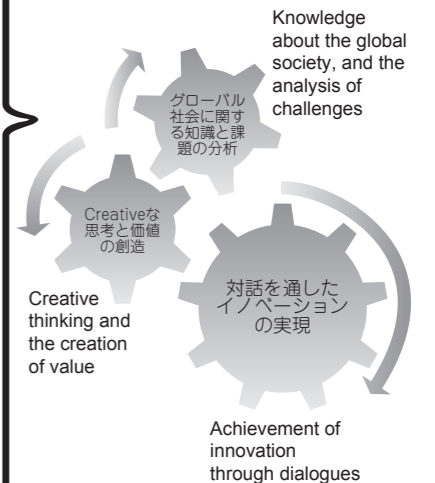 Knowledge
about the global
society, and the
analysis of
challenges
グローバル
社会に関す
る知識と課
題の分析
Creativeな
思考と価値
の創造
Creative
thinking and
the creation
of value
対話を通した
イノベーション
の実現
Achievement of
innovation
through dialogues